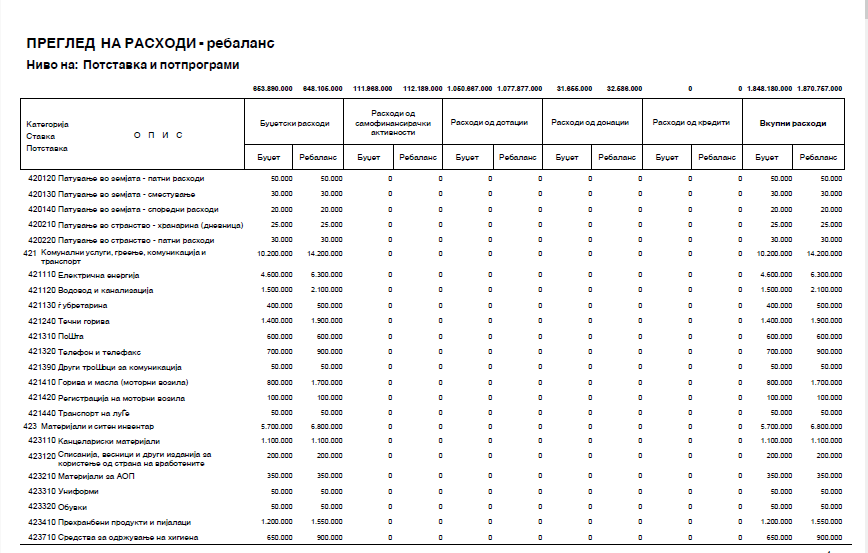 ПРЕГЛЕД НА РАСХОДИ - ребаланс
Ниво на: Потставка и потпрограми
653.890.000 648.105.000 111.968.000 112.189.000 1.050.667.000 1.077.877.000 31.655.000 32.586.000 0 0 1.848.180.000 1.870.757.000
Категорија
Ставка
Потставка
О П И С
Буџетски расходи
Расходи од
самофинансирачки
активности
Расходи од дотации
Расходи од донации
Расходи од кредити
Вкупни расходи
Буџет Ребаланс Буџет Ребаланс Буџет Ребаланс Буџет Ребаланс Буџет Ребаланс Буџет Ребаланс
420120 Патување во земјата - патни расходи 50.000 50.000 0 0 0 0 0 0 0 0 50.000 50.000
420130 Патување во земјата - сместување 30.000 30.000 0 0 0 0 0 0 0 0 30.000 30.000
420140 Патување во земјата - споредни расходи 20.000 20.000 0 0 0 0 0 0 0 0 20.000 20.000
420210 Патување во странство - хранарина (дневница) 25.000 25.000 0 0 0 0 0 0 0 0 25.000 25.000
420220 Патување во странство - патни расходи 30.000 30.000 0 0 0 0 0 0 0 0 30.000 30.000
421 Комунални услуги, греење, комуникација и 10.200.000 14.200.000 0 0 0 0 0 0 0 0 10.200.000 14.200.000
транспорт
421110 Електрична енергија 4.600.000 6.300.000 0 0 0 0 0 0 0 0 4.600.000 6.300.000
421120 Водовод и канализација 1.500.000 2.100.000 0 0 0 0 0 0 0 0 1.500.000 2.100.000
421130 ѓубретарина 400.000 500.000 0 0 0 0 0 0 0 0 400.000 500.000
421240 Течни горива 1.400.000 1.900.000 0 0 0 0 0 0 0 0 1.400.000 1.900.000
421310 ПоШта 600.000 600.000 0 0 0 0 0 0 0 0 600.000 600.000
421320 Телефон и телефакс 700.000 900.000 0 0 0 0 0 0 0 0 700.000 900.000
421390 Други троШоци за комуникација 50.000 50.000 0 0 0 0 0 0 0 0 50.000 50.000
421410 Горива и масла (моторни возила) 800.000 1.700.000 0 0 0 0 0 0 0 0 800.000 1.700.000
421420 Регистрација на моторни возила 100.000 100.000 0 0 0 0 0 0 0 0 100.000 100.000
421440 Транспорт на луЃе 50.000 50.000 0 0 0 0 0 0 0 0 50.000 50.000
423 Материјали и ситен инвентар 5.700.000 6.800.000 0 0 0 0 0 0 0 0 5.700.000 6.800.000
423110 Канцелариски материјали 1.100.000 1.100.000 0 0 0 0 0 0 0 0 1.100.000 1.100.000
423120 Списанија, весници и други изданија за 200.000 200.000 0 0 0 0 0 0 0 0 200.000 200.000
користење од страна на вработените
423210 Материјали за АОП 350.000 350.000 0 0 0 0 0 0 0 0 350.000 350.000
423310 Униформи 50.000 50.000 0 0 0 0 0 0 0 0 50.000 50.000
423320 Обувки 50.000 50.000 0 0 0 0 0 0 0 0 50.000 50.000
423410 Прехранбени продукти и пијалаци 1.200.000 1.550.000 0 0 0 0 0 0 0 0 1.200.000 1.550.000
423710 Средства за одржување на хигиена 650.000 900.000 0 0 0 0 0 0 0 0 650.000 900.000